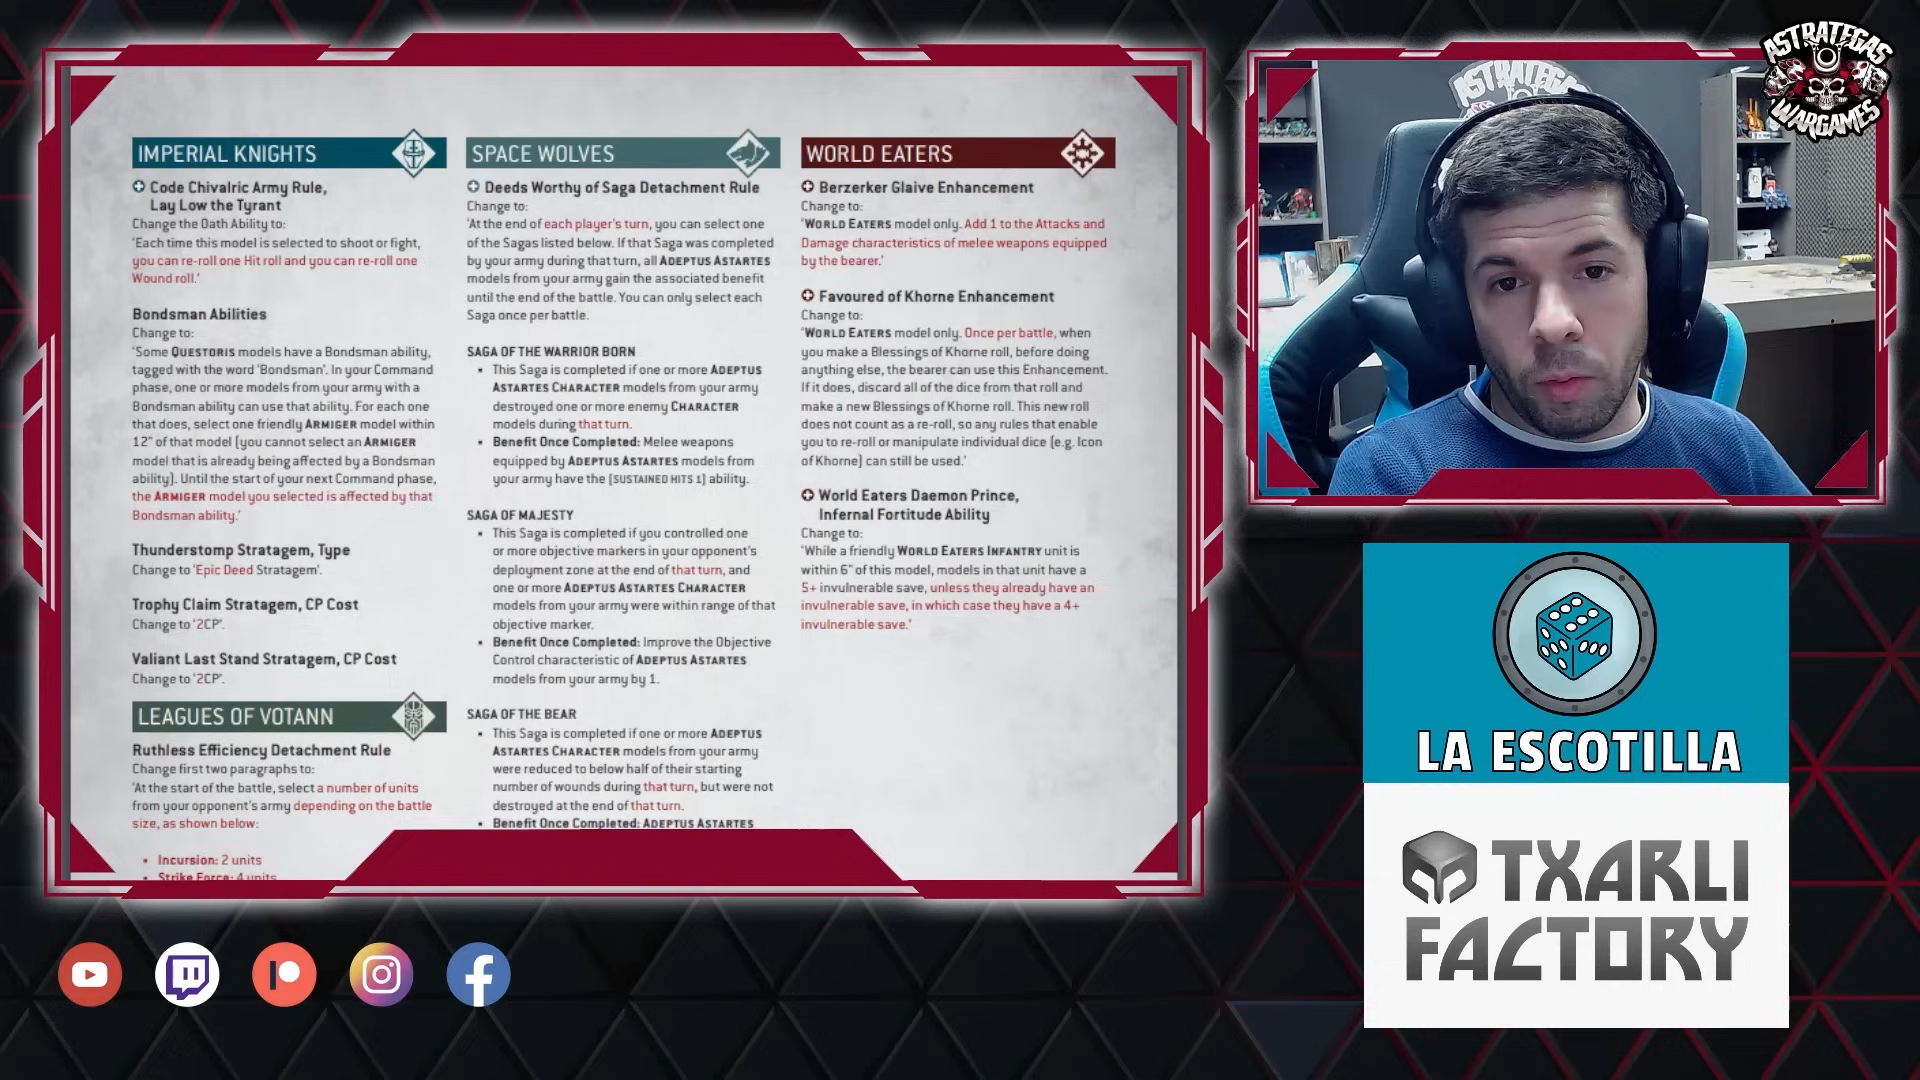 IMPERIAL KNIGHTS
Code Chivalric Army Rule,
Lay Low the Tyrant
Change the Oath Ability to:
‘Each time this model is selected to shoot or fight,
you can re-roll one Hit roll and you can re-roll one
Wound roll.’
Bondsman Abilities
Change to:
‘Some QUESTORIS models have a Bondsman ability,
tagged with the word ‘Bondsman’. In your Command
phase, one or more models from your army with a
Bondsman ability can use that ability. For each one
that does, select one friendly ARMIGER model within
12" of that model (you cannot select an ARMIGER
model that is already being affected by a Bondsman
ability). Until the start of your next Command phase,
the ARMIGER model you selected is affected by that
Bondsman ability.’
Thunderstomp Stratagem, Type
Change to ‘Epic Deed Stratagem’.
Trophy Claim Stratagem, CP Cost
Change to ‘2CP’.
Valiant Last Stand Stratagem, CP Cost
Change to ‘2CP’.
LEAGUES OF VOTANN
Ruthless Efficiency Detachment Rule
Change first two paragraphs to:
‘At the start of the battle, select a number of units
from your opponent’s army depending on the battle
size, as shown below:
• Incursion: 2 units
• Strike Force: 4 units
SPACE WOLVES
Deeds Worthy of Saga Detachment Rule
Change to:
‘At the end of each player’s turn, you can select one
of the Sagas listed below. If that Saga was completed
by your army during that turn, all ADEPTUS ASTARTES
models from your army gain the associated benefit
until the end of the battle. You can only select each
Saga once per battle.
SAGA OF THE WARRIOR BORN
• This Saga is completed if one or more ADEPTUS
ASTARTES CHARACTER models from your army
destroyed one or more enemy CHARACTER
models during that turn.
• Benefit Once Completed: Melee weapons
equipped by ADEPTUS ASTARTES models from
your army have the [SUSTAINED HITS 1] ability.
SAGA OF MAJESTY
• This Saga is completed if you controlled one
or more objective markers in your opponent’s
deployment zone at the end of that turn, and
one or more ADEPTUS ASTARTES CHARACTER
models from your army were within range of that
objective marker.
• Benefit Once Completed: Improve the Objective
Control characteristic of ADEPTUS ASTARTES
models from your army by 1.
SAGA OF THE BEAR
• This Saga is completed if one or more ADEPTUS
ASTARTES CHARACTER models from your army
were reduced to below half of their starting
number of wounds during that turn, but were not
destroyed at the end of that turn.
• Benefit Once Completed: ADEPTUS ASTARTES
WORLD EATERS
Berzerker Glaive Enhancement
Change to:
‘WORLD EATERS model only. Add 1 to the Attacks and
Damage characteristics of melee weapons equipped
by the bearer.’
Favoured of Khorne Enhancement
Change to:
‘WORLD EATERS model only. Once per battle, when
you make a Blessings of Khorne roll, before doing
anything else, the bearer can use this Enhancement.
If it does, discard all of the dice from that roll and
make a new Blessings of Khorne roll. This new roll
does not count as a re-roll, so any rules that enable
you to re-roll or manipulate individual dice (e.g. Icon
of Khorne) can still be used.’
World Eaters Daemon Prince,
Infernal Fortitude Ability
Change to:
‘While a friendly WORLD EATERS INFANTRY unit is
within 6" of this model, models in that unit have a
5+ invulnerable save, unless they already have an
invulnerable save, in which case they have a 4+
invulnerable save.’
ASTRATEGAS
WARGAMES
LA ESCOTILLA
TXARLI
FACTORY